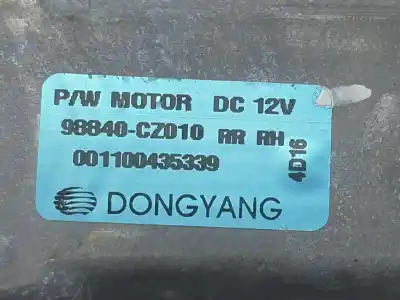 P/W MOTOR DC 12V
98840-CZ010 RR RH
001100435339
4D16
DONGYANG